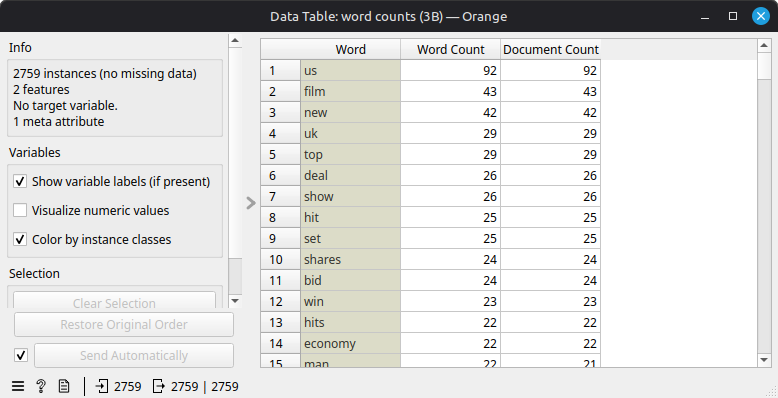 Data Table: word counts (3B) — Orange
Info
2759 instances (no missing data)
2 features
No target variable.
1 meta attribute
Variables
Show variable labels (if present)
Visualize numeric values
Color by instance classes
Selection
Clear Selection
Restore Original Order
Send Automatically
Word Word Count Document Count
1 us 92 92
2 film 43 43
3 new 42 42
4 uk 29 29
5 top 29 29
6 deal 26 26
7 show 26 26
8 hit 25 25
9 set 25 25
10 shares 24 24
11 bid 24 24
12 win 23 23
13 hits 22 22
14 economy 22 22
15 man 22 21
? 2759 2759 | 2759